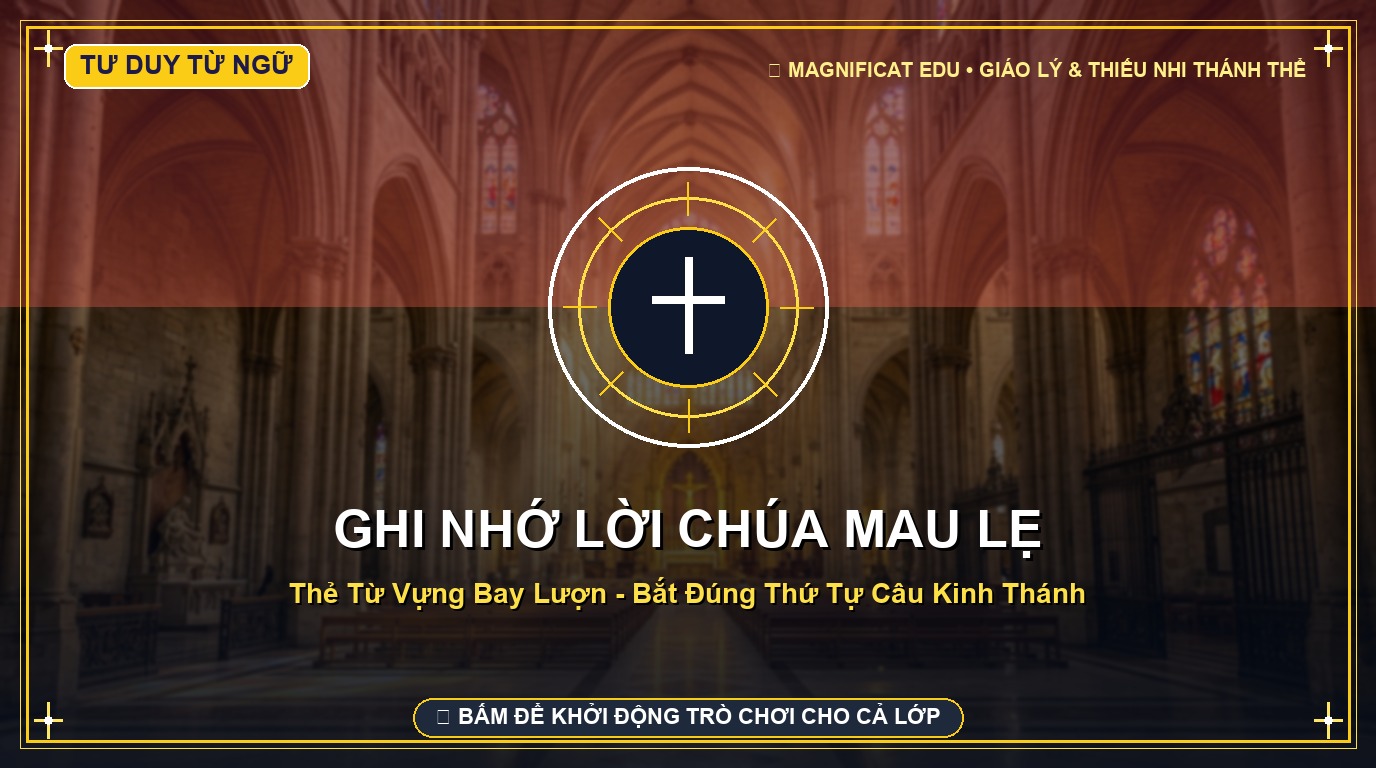 TƯ DUY TỪ NGỮ
MAGNIFICAT EDU • GIÁO LÝ & THIẾU NHI THÁNH THỂ
GHI NHỚ LỜI CHÚA MAU LẸ
Thẻ Từ Vựng Bay Lượn - Bắt Đúng Thứ Tự Câu Kinh Thánh
BẤM ĐỂ KHỞI ĐỘNG TRÒ CHƠI CHO CẢ LỚP